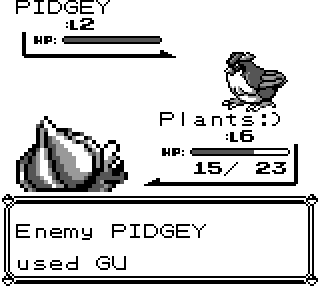 PIDGEY
:L2
HP:
Plants:)
:L6
HP:
15/ 23
Enemy PIDGEY
used GU